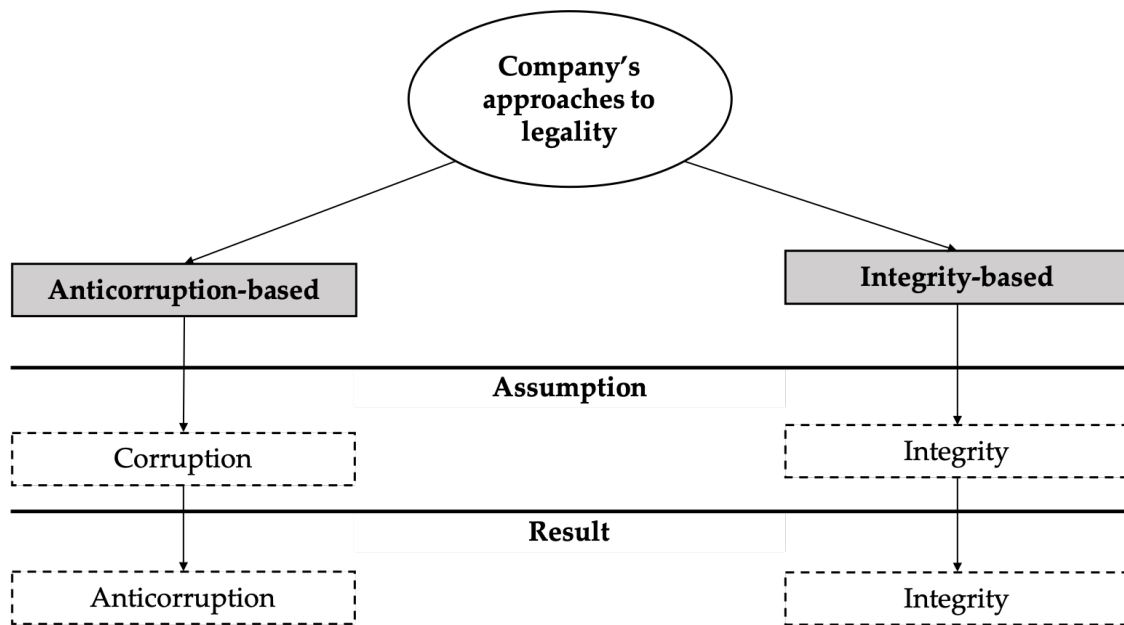 Company’s
approaches to
legality
Anticorruption-based
Integrity-based
Assumption
Corruption
Integrity
Result
Anticorruption
Integrity